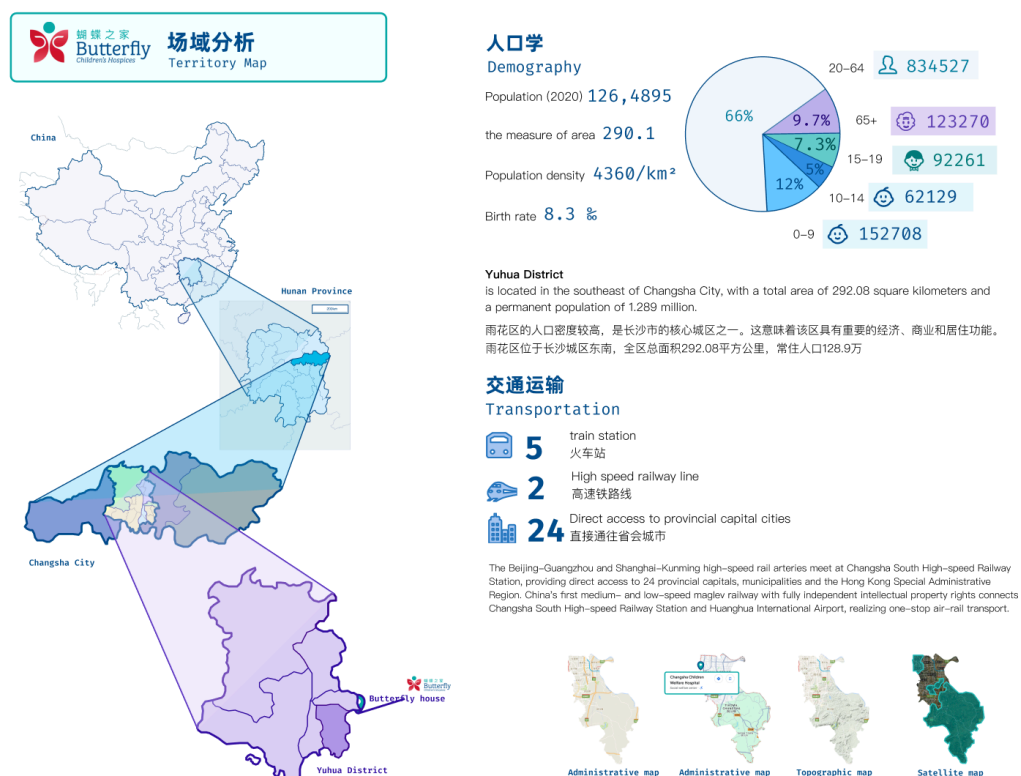 蝴蝶之家
Butterfly
Children's Hospices
场域分析
Territory Map
China
Hunan Province
Changsha City
蝴蝶之家
Butterfly
Butterfly house
Yuhua District
人口学
Demography
Population (2020) 126,4895
the measure of area 290.1
Population density 4360/km²
Birth rate 8.3 ‰
66%
9.7%
7.3%
5%
12%
20-64 834527
65+ 123270
15-19 92261
10-14 62129
0-9 152708
Yuhua District
is located in the southeast of Changsha City, with a total area of 292.08 square kilometers and
a permanent population of 1.289 million.
雨花区的人口密度较高，是长沙市的核心城区之一。这意味着该区具有重要的经济、商业和居住功能。
雨花区位于长沙城区东南，全区总面积292.08平方公里，常住人口128.9万
交通运输
Transportation
5 train station
火车站
2 High speed railway line
高速铁路线
24 Direct access to provincial capital cities
直接通往省会城市
The Beijing-Guangzhou and Shanghai-Kunming high-speed rail arteries meet at Changsha South High-speed Railway
Station, providing direct access to 24 provincial capitals, municipalities and the Hong Kong Special Administrative
Region. China's first medium- and low-speed maglev railway with fully independent intellectual property rights connects
Changsha South High-speed Railway Station and Huanghua International Airport, realizing one-stop air-rail transport.
Changsha Children
Welfare Hospital
Administrative map
Administrative map
Topographic map
Satellite map